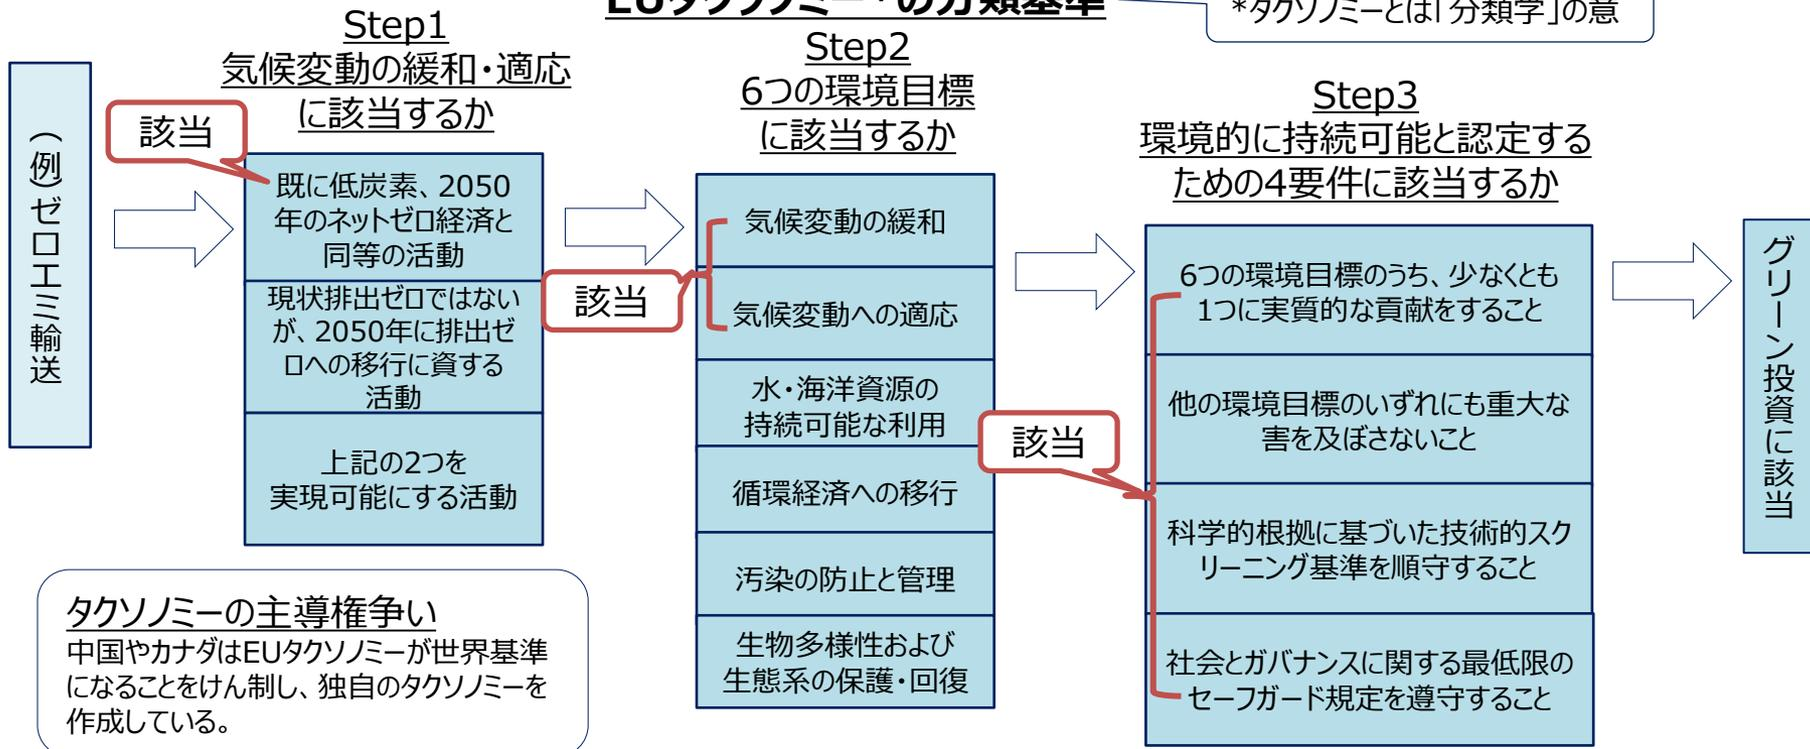 EUタクソノミー*の分類基準
*タクソノミーとは「分類学」の意
(例)ゼロエミ輸送
Step1
気候変動の緩和・適応
に該当するか
該当
既に低炭素、2050
年のネットゼロ経済と
同等の活動
現状排出ゼロではない
が、2050年に排出ゼ
ロへの移行に資する
活動
上記の2つを
実現可能にする活動
Step2
6つの環境目標
に該当するか
該当
気候変動の緩和
気候変動への適応
水・海洋資源の
持続可能な利用
循環経済への移行
汚染の防止と管理
生物多様性および
生態系の保護・回復
Step3
環境的に持続可能と認定する
ための4要件に該当するか
該当
6つの環境目標のうち、少なくとも
1つに実質的な貢献をすること
他の環境目標のいずれにも重大な
害を及ぼさないこと
科学的根拠に基づいた技術的スク
リーニング基準を順守すること
社会とガバナンスに関する最低限の
セーフガード規定を遵守すること
グリーン投資に該当
タクソノミーの主導権争い
中国やカナダはEUタクソノミーが世界基準
になることをけん制し、独自のタクソノミーを
作成している。